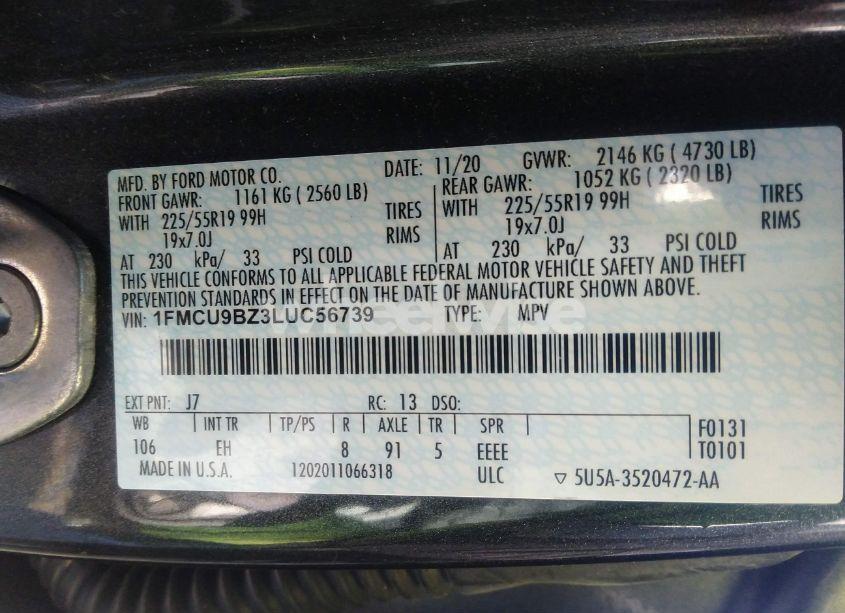 MFD. BY FORD MOTOR CO. DATE: 11/20 GVWR: 2146 KG ( 4730 LB)
FRONT GAWR: 1161 KG ( 2560 LB) REAR GAWR: 1052 KG ( 2320 LB)
WITH 225/55R19 99H TIRES WITH 225/55R19 99H TIRES
19x7.0J RIMS 19x7.0J RIMS
AT 230 kPa/ 33 PSI COLD AT 230 kPa/ 33 PSI COLD
THIS VEHICLE CONFORMS TO ALL APPLICABLE FEDERAL MOTOR VEHICLE SAFETY AND THEFT
PREVENTION STANDARDS IN EFFECT ON THE DATE OF MANUFACTURE SHOWN ABOVE.
VIN: 1FMCU9BZ3LUC56739 TYPE: MPV
EXT PNT: J7 RC: 13 DSO:
WB INT TR TP/PS R AXLE TR SPR F0131
106 EH 8 91 5 EEEE T0101
MADE IN U.S.A. 1202011066318 ULC 5U5A-3520472-AA